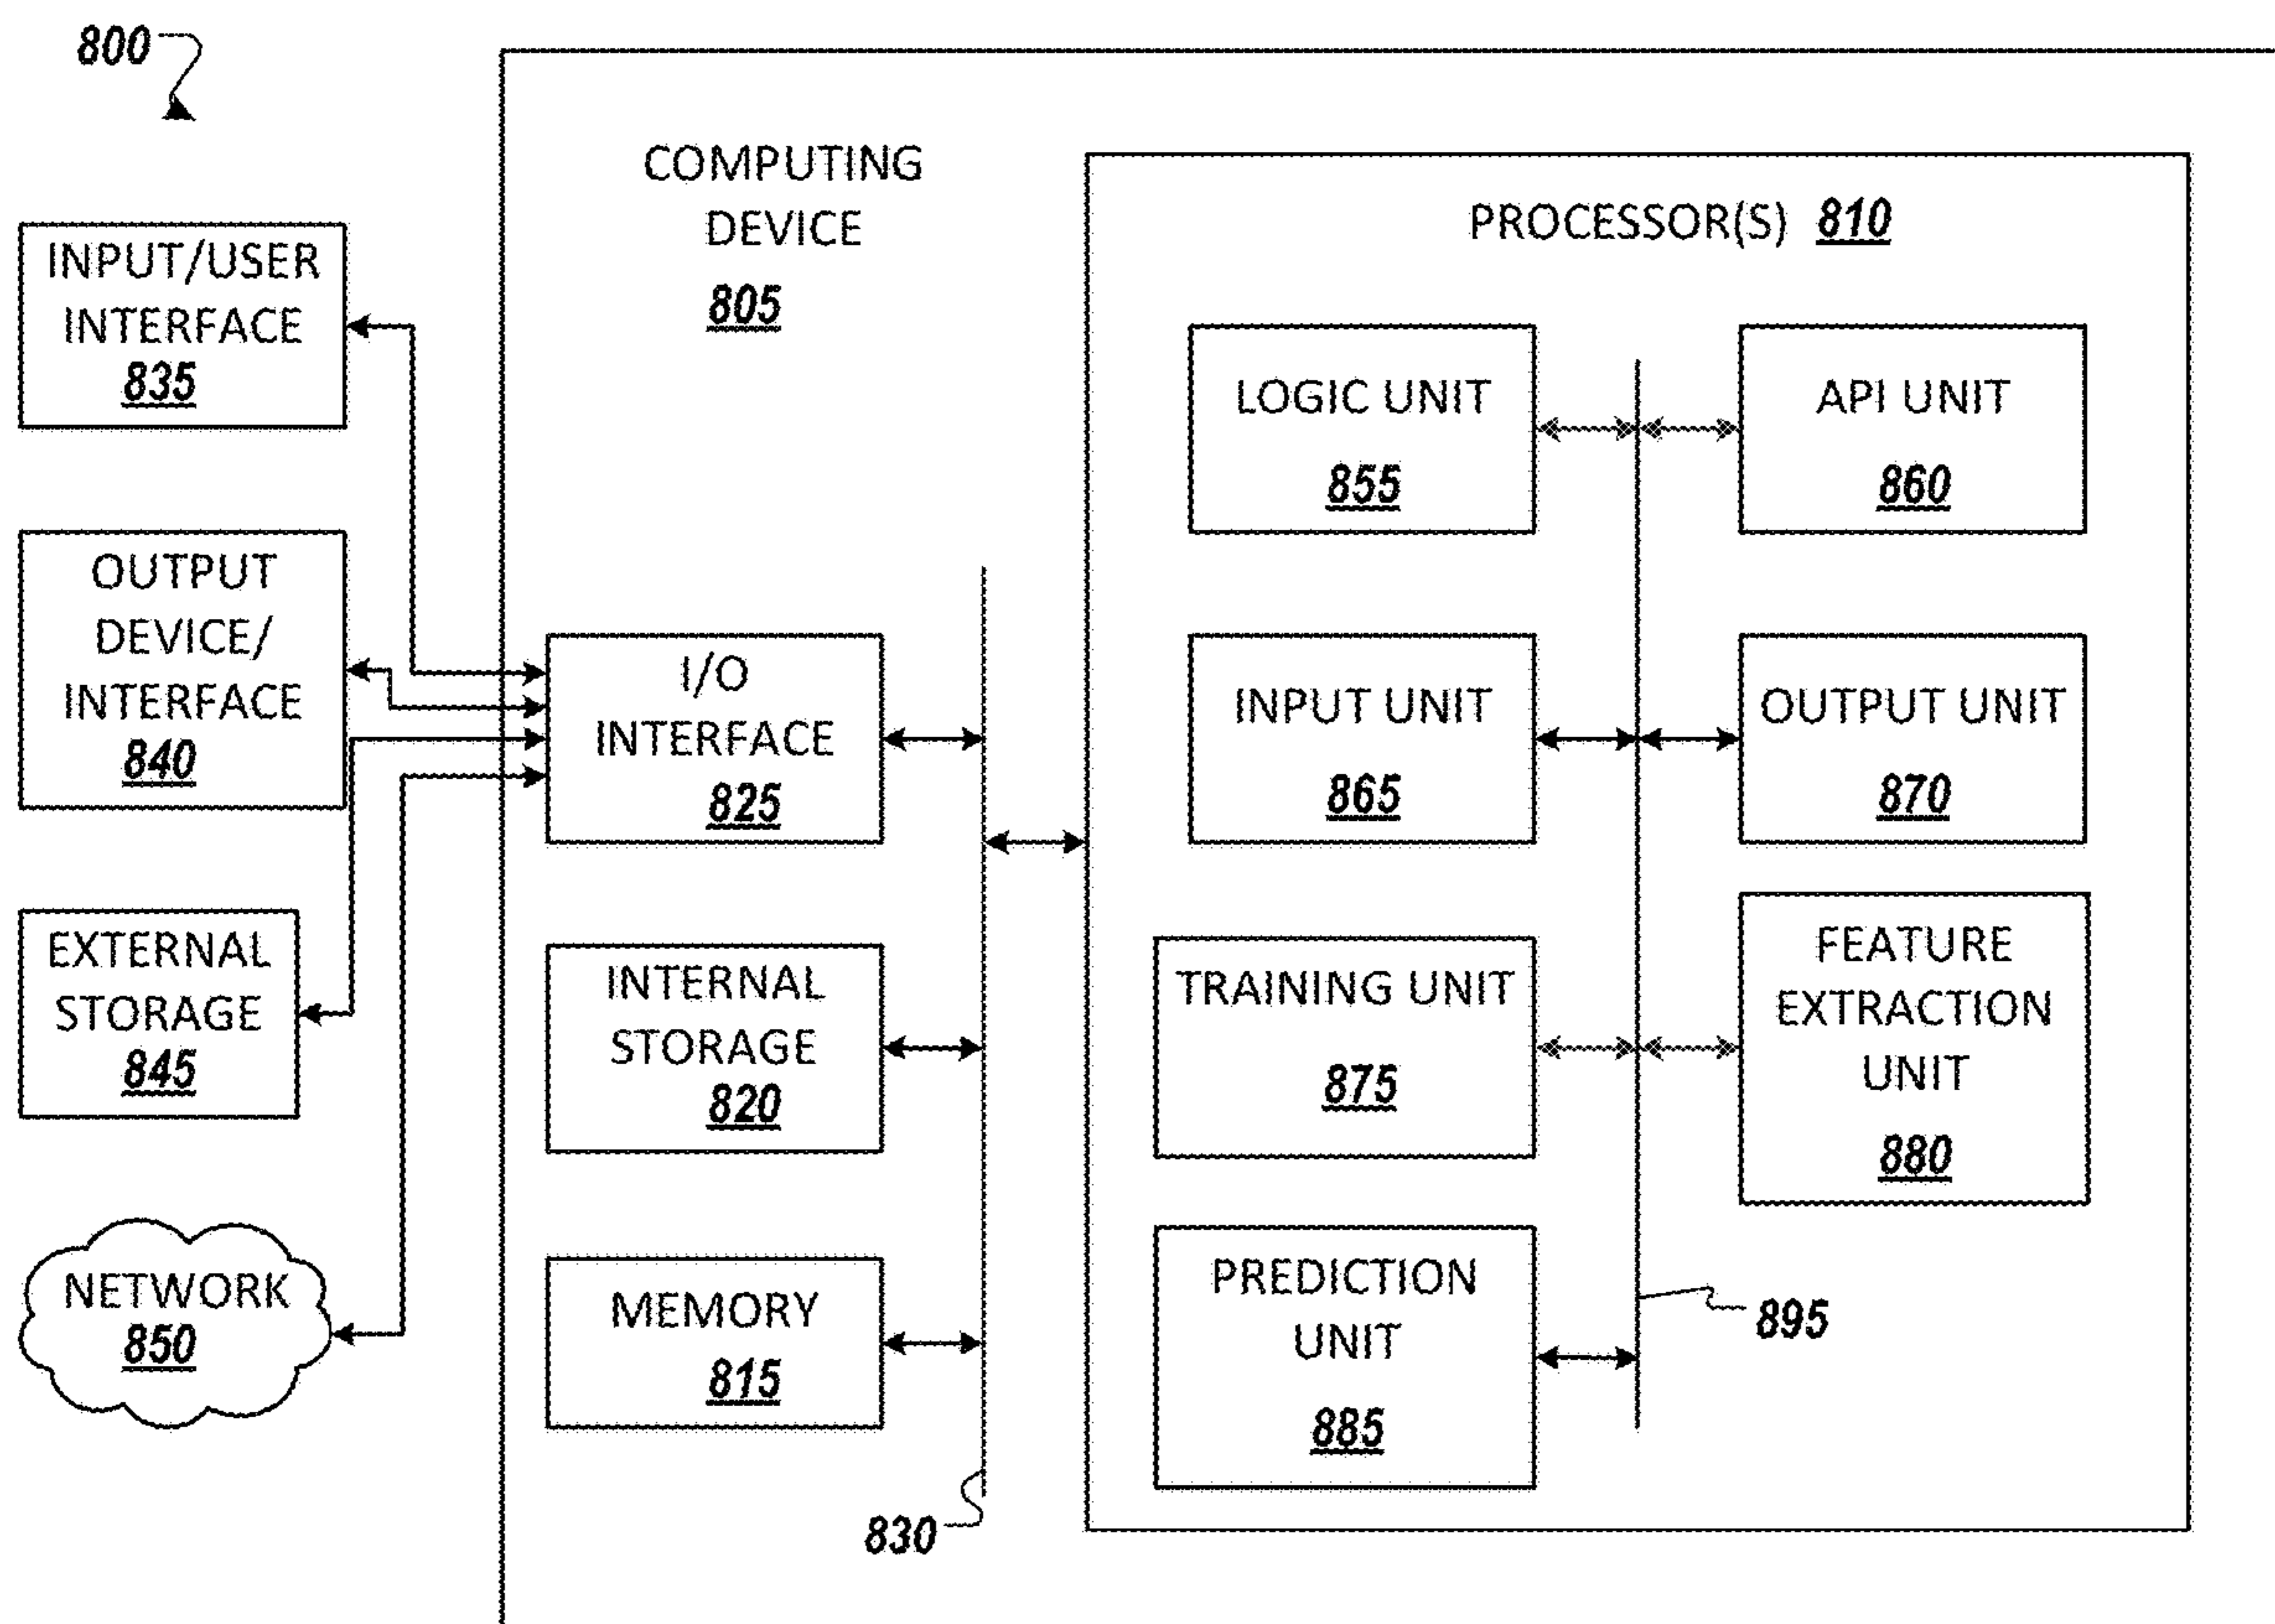 800
COMPUTING
DEVICE
805
PROCESSOR(S) 810
INPUT/USER
INTERFACE
835
OUTPUT
DEVICE/
INTERFACE
840
EXTERNAL
STORAGE
845
NETWORK
850
I/O
INTERFACE
825
INTERNAL
STORAGE
820
MEMORY
815
830
LOGIC UNIT
855
API UNIT
860
INPUT UNIT
865
OUTPUT UNIT
870
TRAINING UNIT
875
FEATURE
EXTRACTION
UNIT
880
PREDICTION
UNIT
885
895